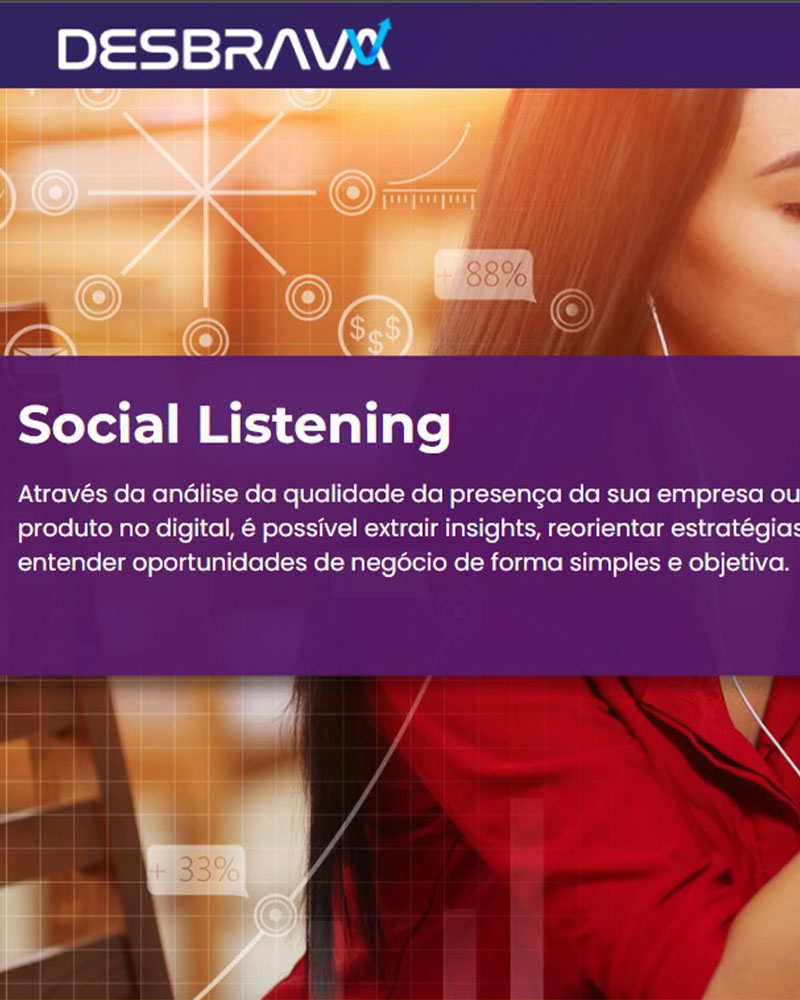 DESBRAVA
+ 88%
$ $ $
Social Listening
Através da análise da qualidade da presença da sua empresa ou
produto no digital, é possível extrair insights, reorientar estratégias
entender oportunidades de negócio de forma simples e objetiva.
+ 33%